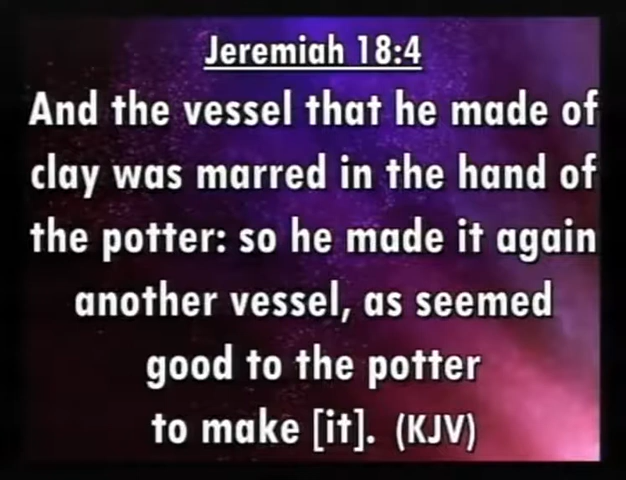 Jeremiah 18:4
And the vessel that he made of
clay was marred in the hand of
the potter: so he made it again
another vessel, as seemed
good to the potter
to make [it]. (KJV)